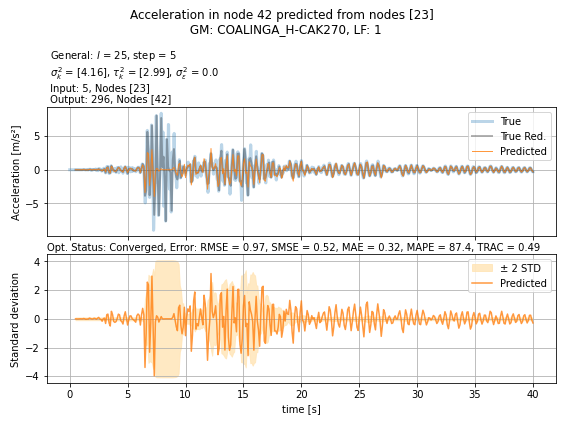 Acceleration in node 42 predicted from nodes [23]
GM: COALINGA_H-CAK270, LF: 1
General: l = 25, step = 5
σ²ₖ = [4.16], τ²ₖ = [2.99], σ²ε = 0.0
Input: 5, Nodes [23]
Output: 296, Nodes [42]
Acceleration [m/s²]
5
0
−5
True
True Red.
Predicted
Opt. Status: Converged, Error: RMSE = 0.97, SMSE = 0.52, MAE = 0.32, MAPE = 87.4, TRAC = 0.49
Standard deviation
4
2
0
−2
−4
± 2 STD
Predicted
0 5 10 15 20 25 30 35 40
time [s]